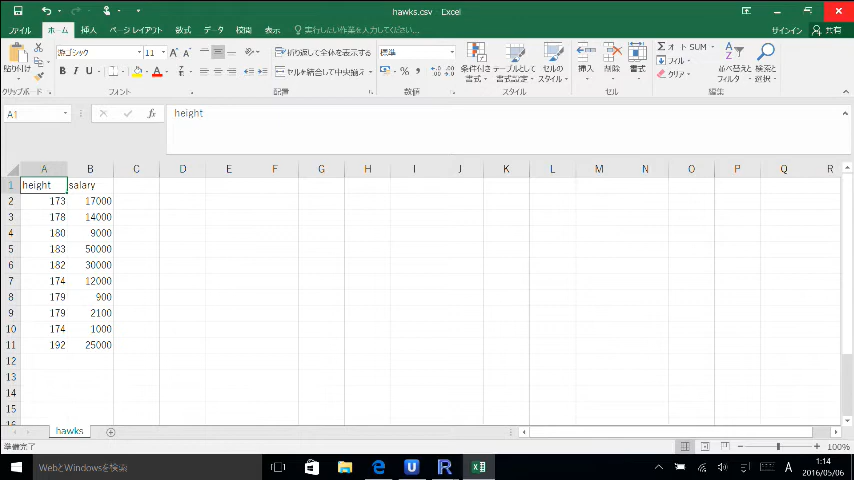 hawks.csv - Excel
ファイル ホーム 挿入 ページ レイアウト 数式 データ 校閲 表示 実行したい作業を入力してください... サインイン 共有
貼り付け 游ゴシック 11 折り返して全体を表示する 標準 条件付き書式 テーブルとして書式設定 セルのスタイル 挿入 削除 書式 オート SUM 並べ替えとフィルター 検索と選択
B I U セルを結合して中央揃え % フィル クリア
クリップボード フォント 配置 数値 スタイル セル 編集
A1 fx height
A B C D E F G H I J K L M N O P Q R
1 height salary
2 173 17000
3 178 14000
4 180 9000
5 183 50000
6 182 30000
7 174 12000
8 179 900
9 179 2100
10 174 1000
11 192 25000
12
13
14
15
16
hawks
準備完了 100%
WebとWindowsを検索 A 1:14
2016/05/06